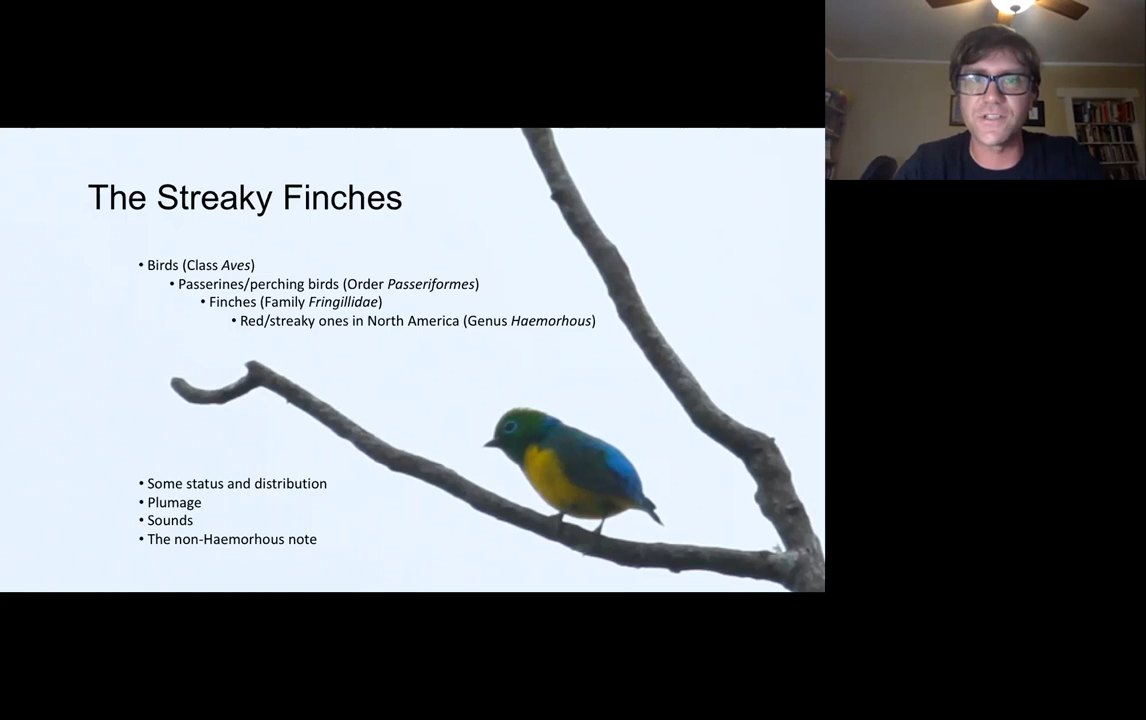 The Streaky Finches
• Birds (Class Aves)
• Passerines/perching birds (Order Passeriformes)
• Finches (Family Fringillidae)
• Red/streaky ones in North America (Genus Haemorhous)
• Some status and distribution
• Plumage
• Sounds
• The non-Haemorhous note